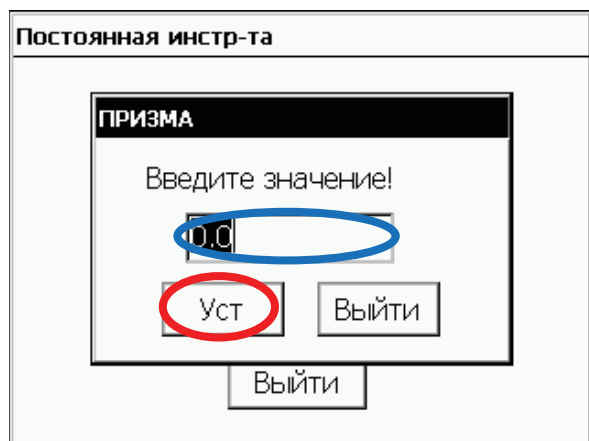 Постоянная инстр-та
ПРИЗМА
Введите значение!
0.0
Уст Выйти
Выйти